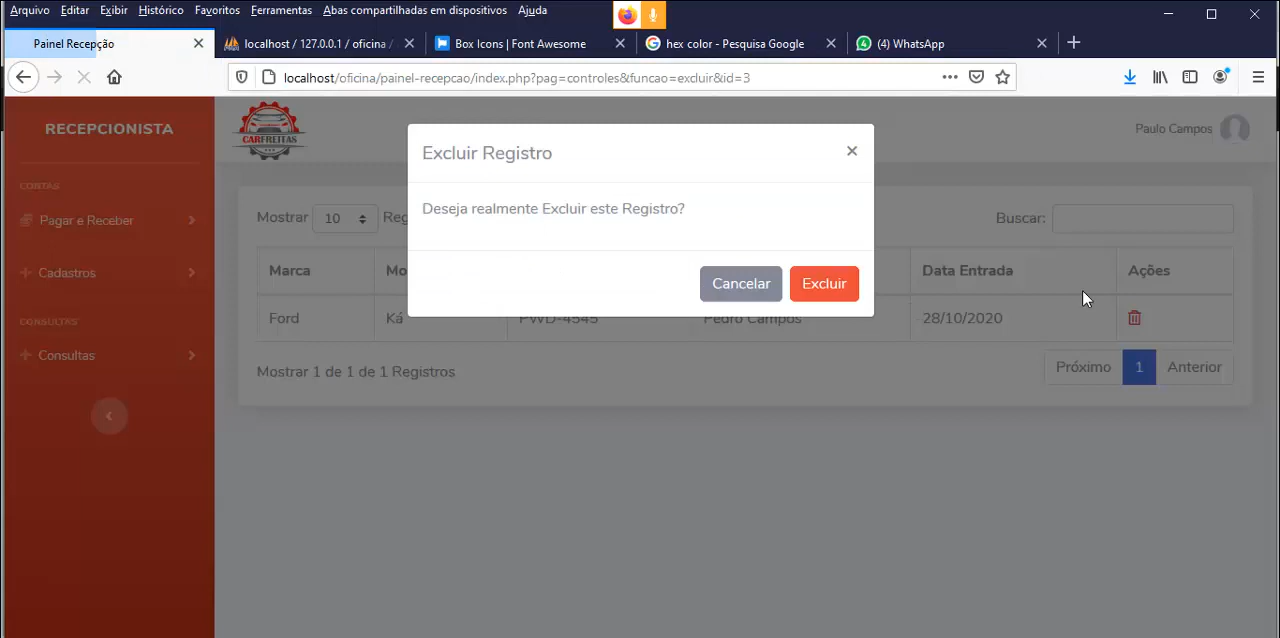 Arquivo Editar Exibir Histórico Favoritos Ferramentas Abas compartilhadas em dispositivos Ajuda
Painel Recepção localhost / 127.0.0.1 / oficina / Box Icons | Font Awesome hex color - Pesquisa Google (4) WhatsApp
localhost/oficina/painel-recepcao/index.php?pag=controles&funcao=excluir&id=3
RECEPCIONISTA
CARFREITAS
Paulo Campos
CONTAS
Pagar e Receber
Cadastros
CONSULTAS
Consultas
Excluir Registro
Deseja realmente Excluir este Registro?
Cancelar Excluir
Mostrar 10 Reg Buscar:
Marca Mo Data Entrada Ações
Ford Ká PWD-4545 Pedro Campos 28/10/2020
Mostrar 1 de 1 de 1 Registros
Próximo 1 Anterior